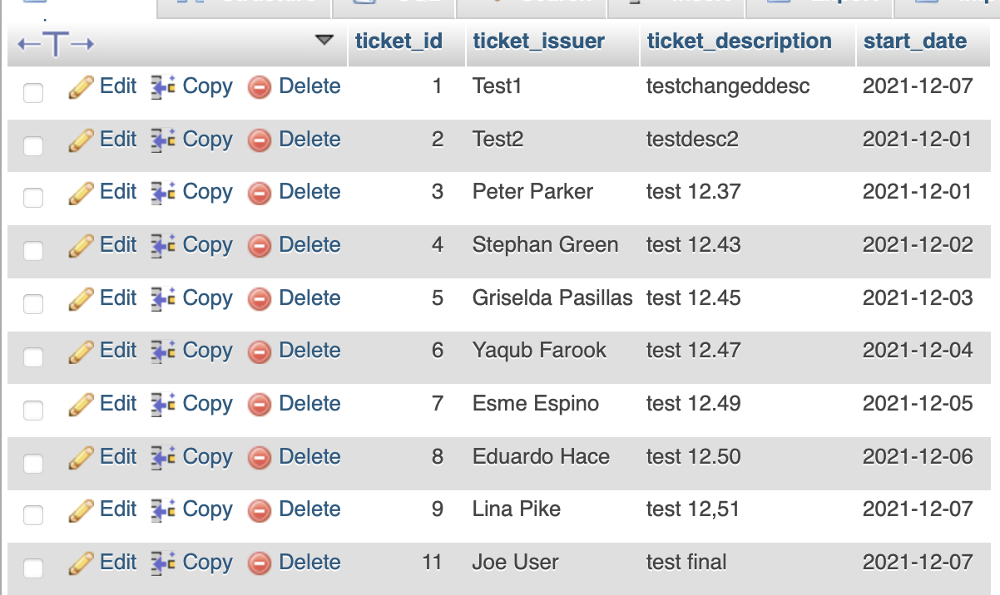 ticket_id ticket_issuer ticket_description start_date
Edit Copy Delete 1 Test1 testchangeddesc 2021-12-07
Edit Copy Delete 2 Test2 testdesc2 2021-12-01
Edit Copy Delete 3 Peter Parker test 12.37 2021-12-01
Edit Copy Delete 4 Stephan Green test 12.43 2021-12-02
Edit Copy Delete 5 Griselda Pasillas test 12.45 2021-12-03
Edit Copy Delete 6 Yaqub Farook test 12.47 2021-12-04
Edit Copy Delete 7 Esme Espino test 12.49 2021-12-05
Edit Copy Delete 8 Eduardo Hace test 12.50 2021-12-06
Edit Copy Delete 9 Lina Pike test 12,51 2021-12-07
Edit Copy Delete 11 Joe User test final 2021-12-07